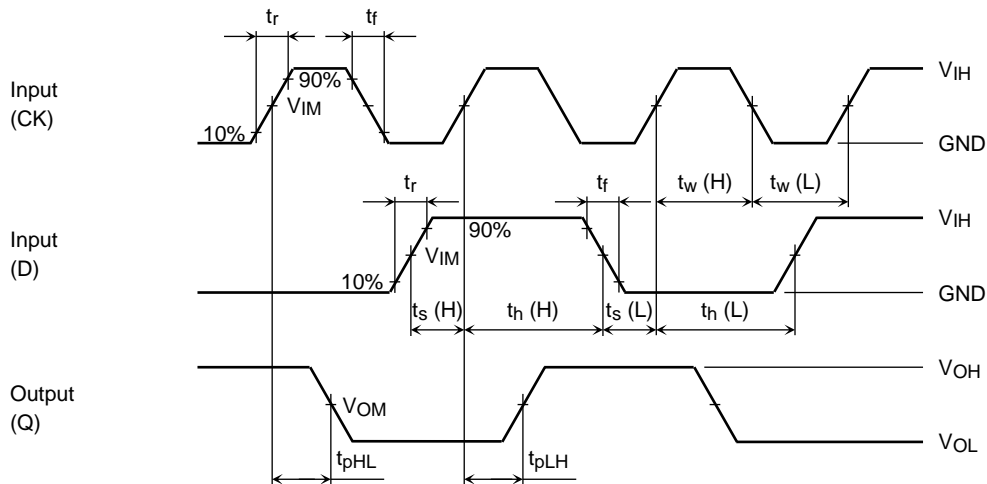 tr tf
Input
(CK)
90%
VIM
10%
VIH
GND
tr tf tw (H) tw (L)
Input
(D)
90%
VIM
10%
VIH
GND
ts (H) th (H) ts (L) th (L)
Output
(Q)
VOM
VOH
VOL
tpHL tpLH